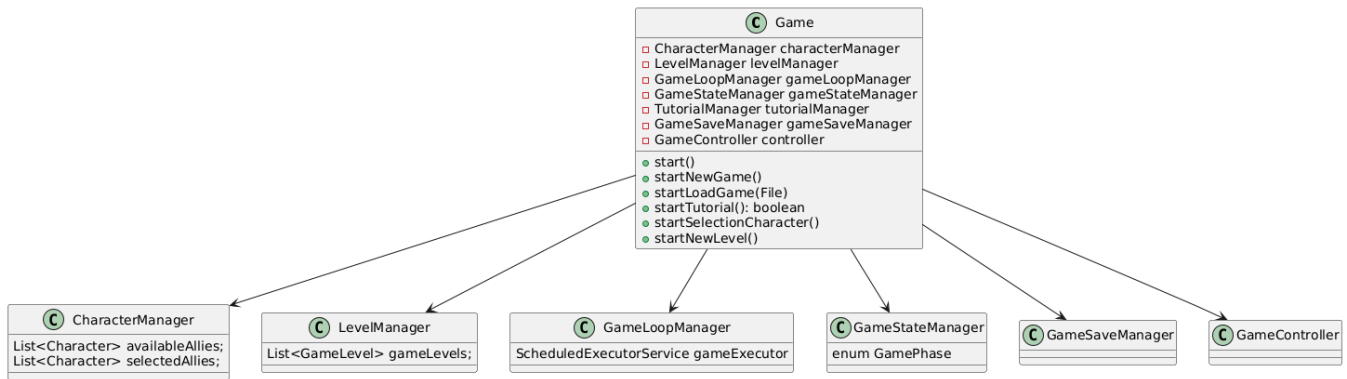 C Game
CharacterManager characterManager
LevelManager levelManager
GameLoopManager gameLoopManager
GameStateManager gameStateManager
TutorialManager tutorialManager
GameSaveManager gameSaveManager
GameController controller
start()
startNewGame()
startLoadGame(File)
startTutorial(): boolean
startSelectionCharacter()
startNewLevel()
C CharacterManager
List<Character> availableAllies;
List<Character> selectedAllies;
C LevelManager
List<GameLevel> gameLevels;
C GameLoopManager
ScheduledExecutorService gameExecutor
C GameStateManager
enum GamePhase
C GameSaveManager
C GameController